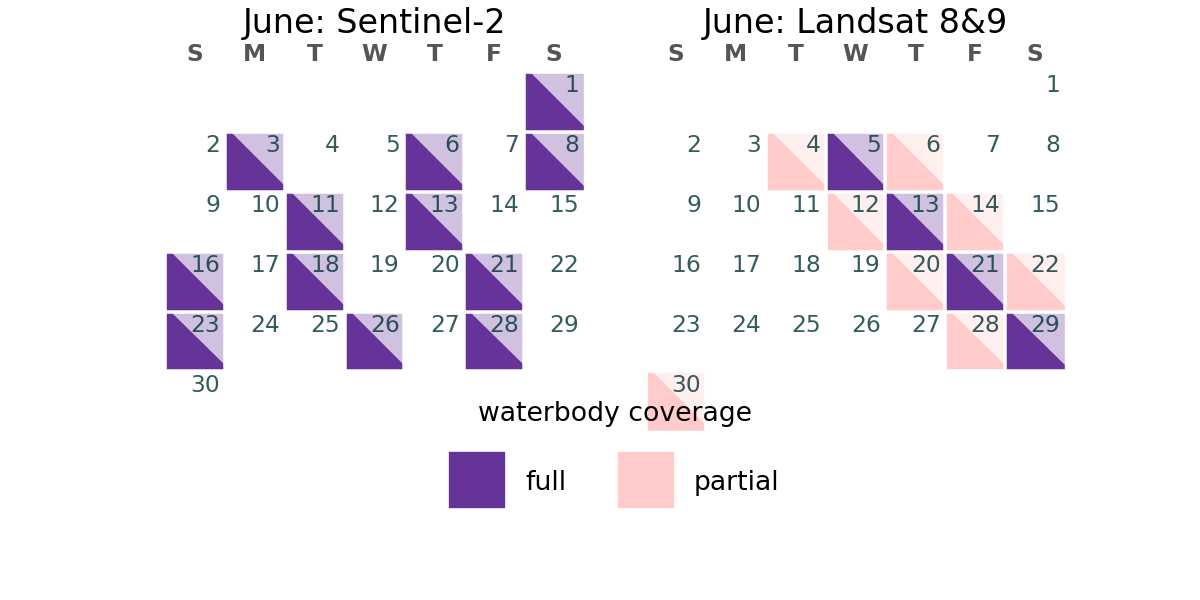 June: Sentinel-2
S M T W T F S
1
2 3 4 5 6 7 8
9 10 11 12 13 14 15
16 17 18 19 20 21 22
23 24 25 26 27 28 29
30
June: Landsat 8&9
S M T W T F S
1
2 3 4 5 6 7 8
9 10 11 12 13 14 15
16 17 18 19 20 21 22
23 24 25 26 27 28 29
30
waterbody coverage
full partial